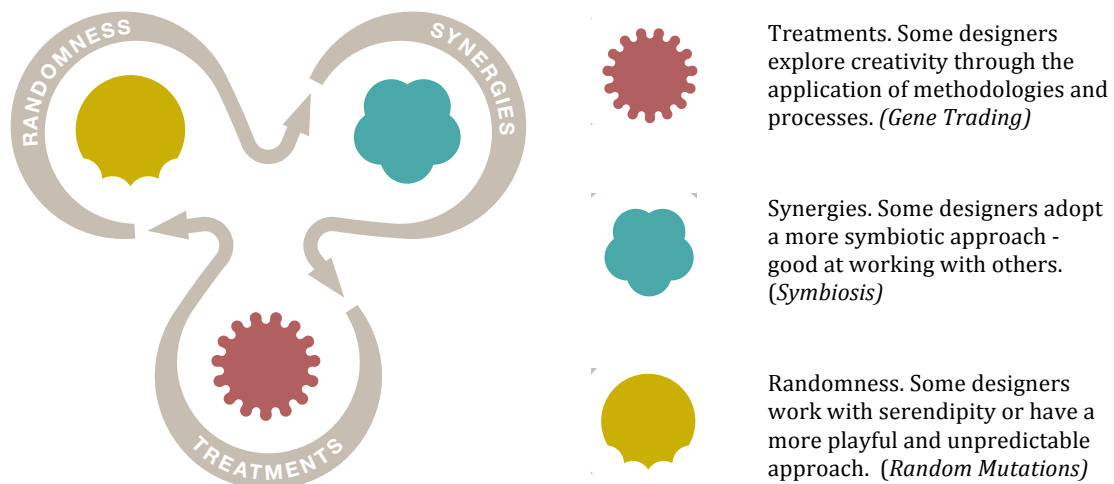 RANDOMNESS
SYNERGIES
TREATMENTS
Treatments. Some designers
explore creativity through the
application of methodologies and
processes. (Gene Trading)
Synergies. Some designers adopt
a more symbiotic approach -
good at working with others.
(Symbiosis)
Randomness. Some designers
work with serendipity or have a
more playful and unpredictable
approach.  (Random Mutations)